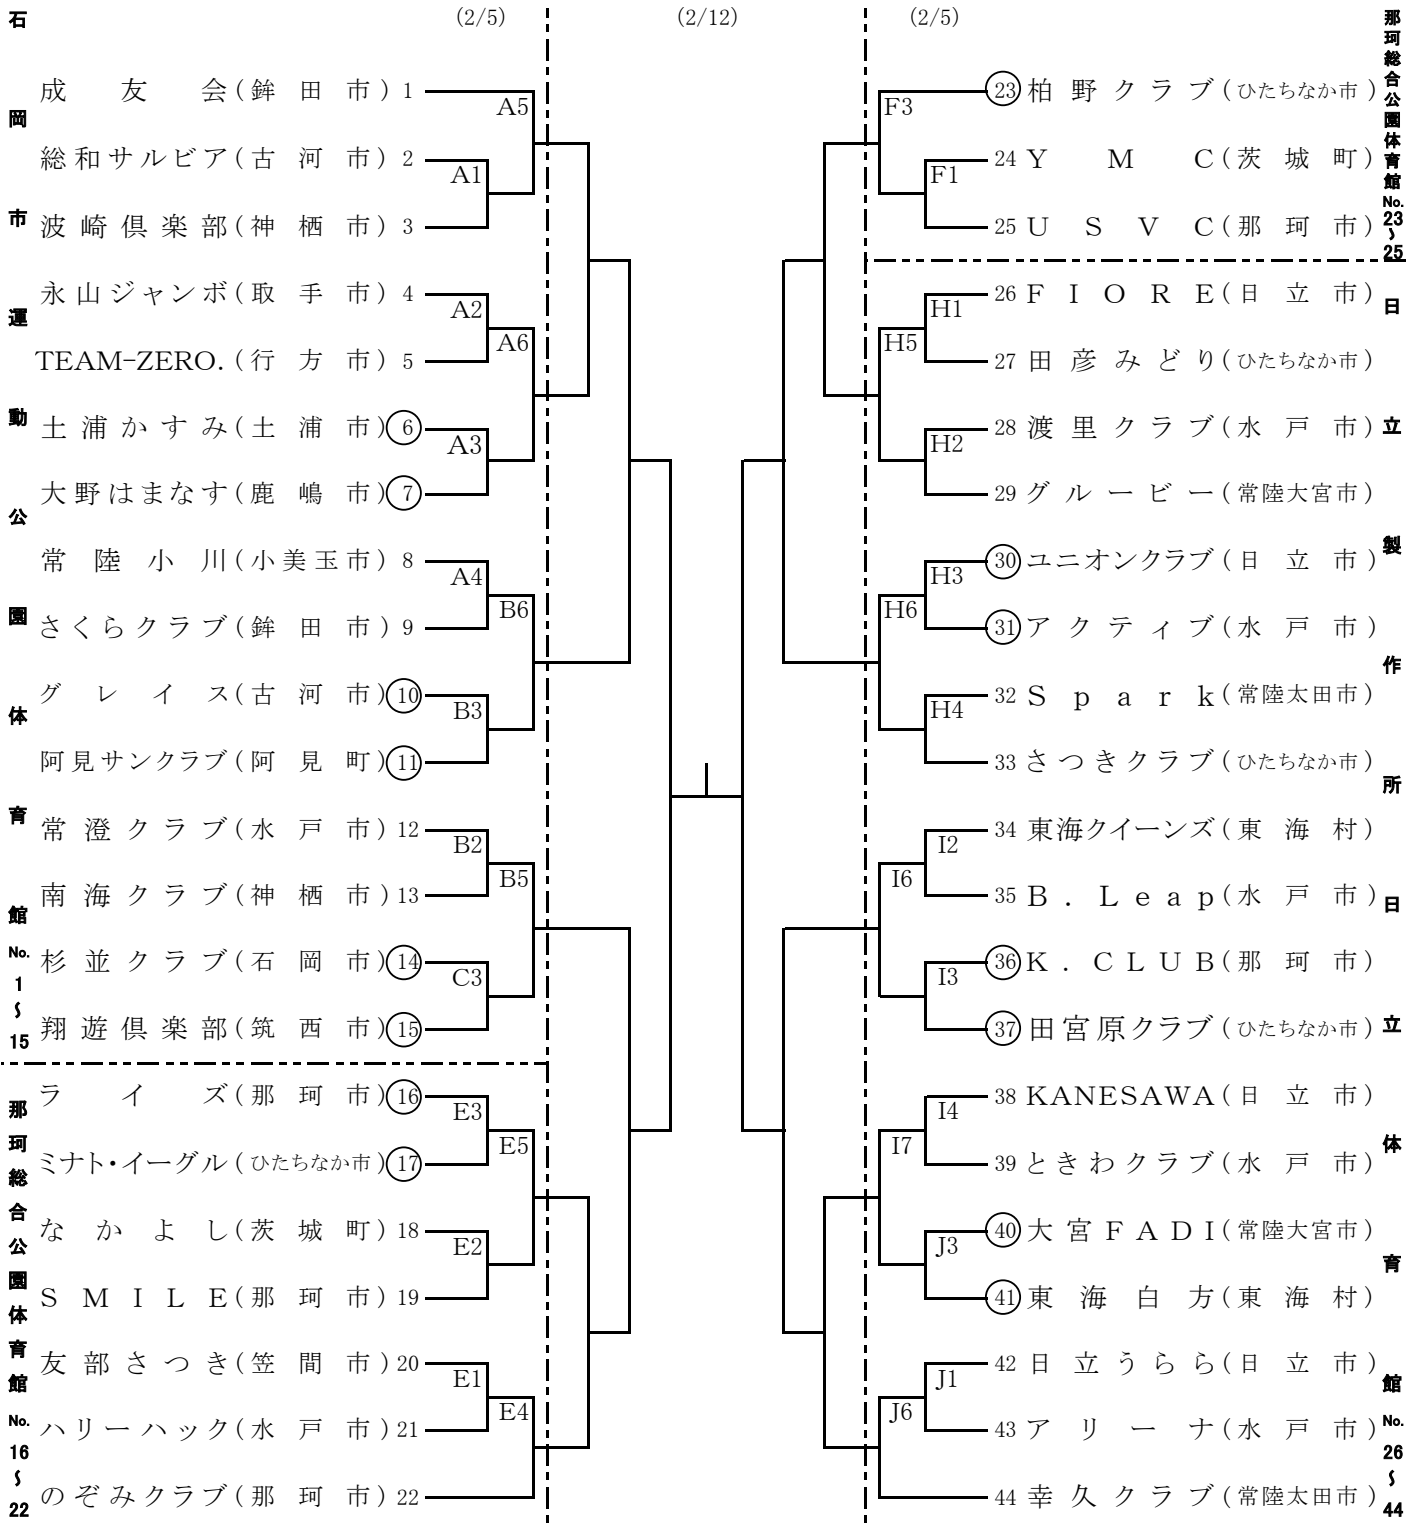 (2/5) (2/12) (2/5)
石岡市運動公園体育館 No. 1〜15
成友会(鉾田市) 1
総和サルビア(古河市) 2
波崎倶楽部(神栖市) 3
永山ジャンボ(取手市) 4
TEAM-ZERO.(行方市) 5
土浦かすみ(土浦市) ⑥
大野はまなす(鹿嶋市) ⑦
常陸小川(小美玉市) 8
さくらクラブ(鉾田市) 9
グレイス(古河市) ⑩
阿見サンクラブ(阿見町) ⑪
常澄クラブ(水戸市) 12
南海クラブ(神栖市) 13
杉並クラブ(石岡市) ⑭
翔遊倶楽部(筑西市) ⑮
那珂総合公園体育館 No. 16〜22
ライズ(那珂市) ⑯
ミナト・イーグル(ひたちなか市) ⑰
なかよし(茨城町) 18
SMILE(那珂市) 19
友部さつき(笠間市) 20
ハリーハック(水戸市) 21
のぞみクラブ(那珂市) 22
A5
A1
A2
A6
A3
A4
B6
B3
B2
B5
C3
E3
E5
E2
E1
E4
F3
F1
H1
H5
H2
H3
H6
H4
I2
I6
I3
I4
I7
J3
J1
J6
那珂総合公園体育館 No. 23〜25
㉓ 柏野クラブ(ひたちなか市)
24 YMC(茨城町)
25 USVC(那珂市)
日立製作所日立体育館 No. 26〜44
26 FIORE(日立市)
27 田彦みどり(ひたちなか市)
28 渡里クラブ(水戸市)
29 グルービー(常陸大宮市)
㉚ ユニオンクラブ(日立市)
㉛ アクティブ(水戸市)
32 Spark(常陸太田市)
33 さつきクラブ(ひたちなか市)
34 東海クイーンズ(東海村)
35 B.Leap(水戸市)
㊱ K.CLUB(那珂市)
㊲ 田宮原クラブ(ひたちなか市)
38 KANESAWA(日立市)
39 ときわクラブ(水戸市)
㊵ 大宮FADI(常陸大宮市)
㊶ 東海白方(東海村)
42 日立うらら(日立市)
43 アリーナ(水戸市)
44 幸久クラブ(常陸太田市)